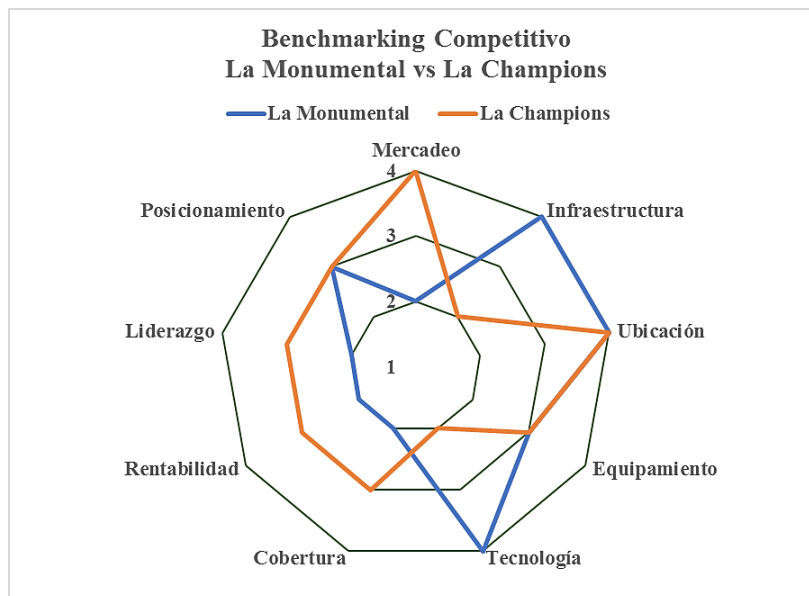 Benchmarking Competitivo
La Monumental vs La Champions
La Monumental La Champions
Mercadeo
4
Posicionamiento
Infraestructura
3
2
Liderazgo
Ubicación
1
Rentabilidad
Equipamiento
Cobertura
Tecnología